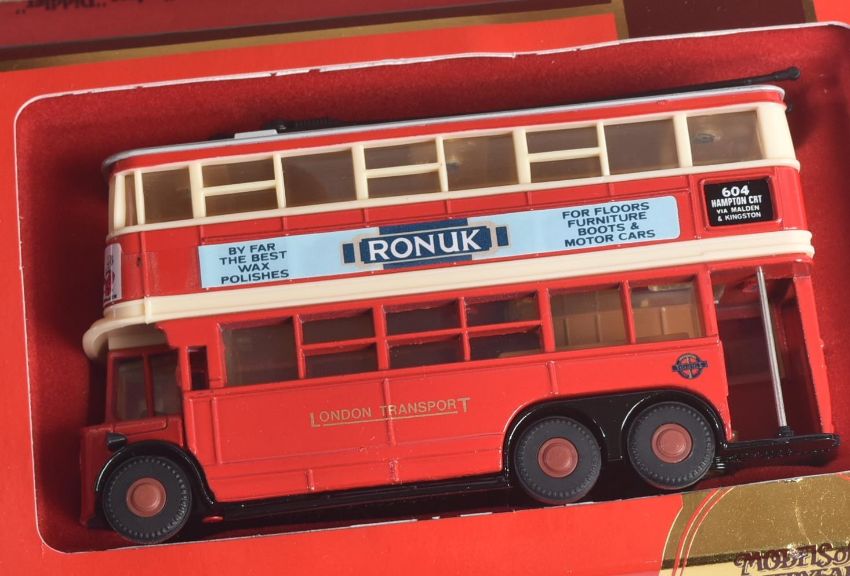 "Diddler"
604
HAMPTON CRT
VIA MALDEN
& KINGSTON
BY FAR
THE BEST
WAX
POLISHES
RONUK
FOR FLOORS
FURNITURE
BOOTS &
MOTOR CARS
LONDON TRANSPORT